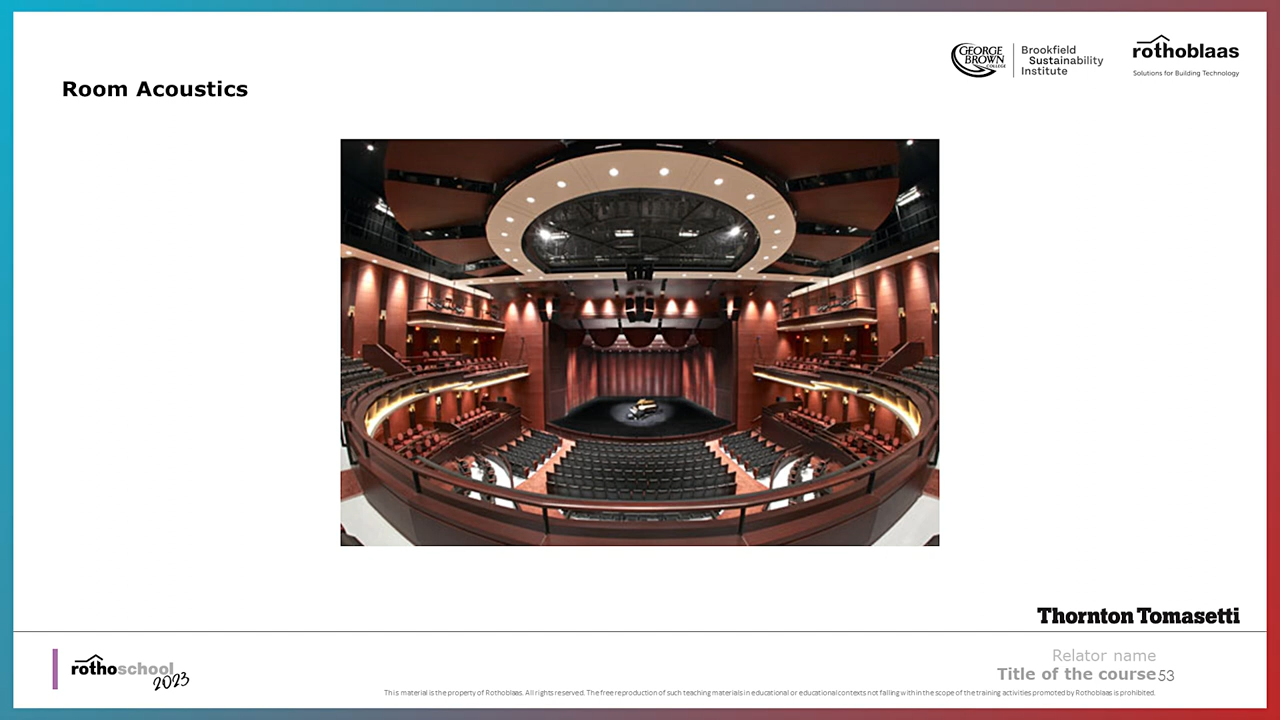 GEORGE BROWN COLLEGE
Brookfield
Sustainability
Institute
rothoblaas
Solutions for Building Technology
Room Acoustics
Thornton Tomasetti
rothoschool
2023
Relator name
Title of the course 53
This material is the property of Rothoblaas. All rights reserved. The free reproduction of such teaching materials in educational or educational contexts not falling within the scope of the training activities promoted by Rothoblaas is prohibited.